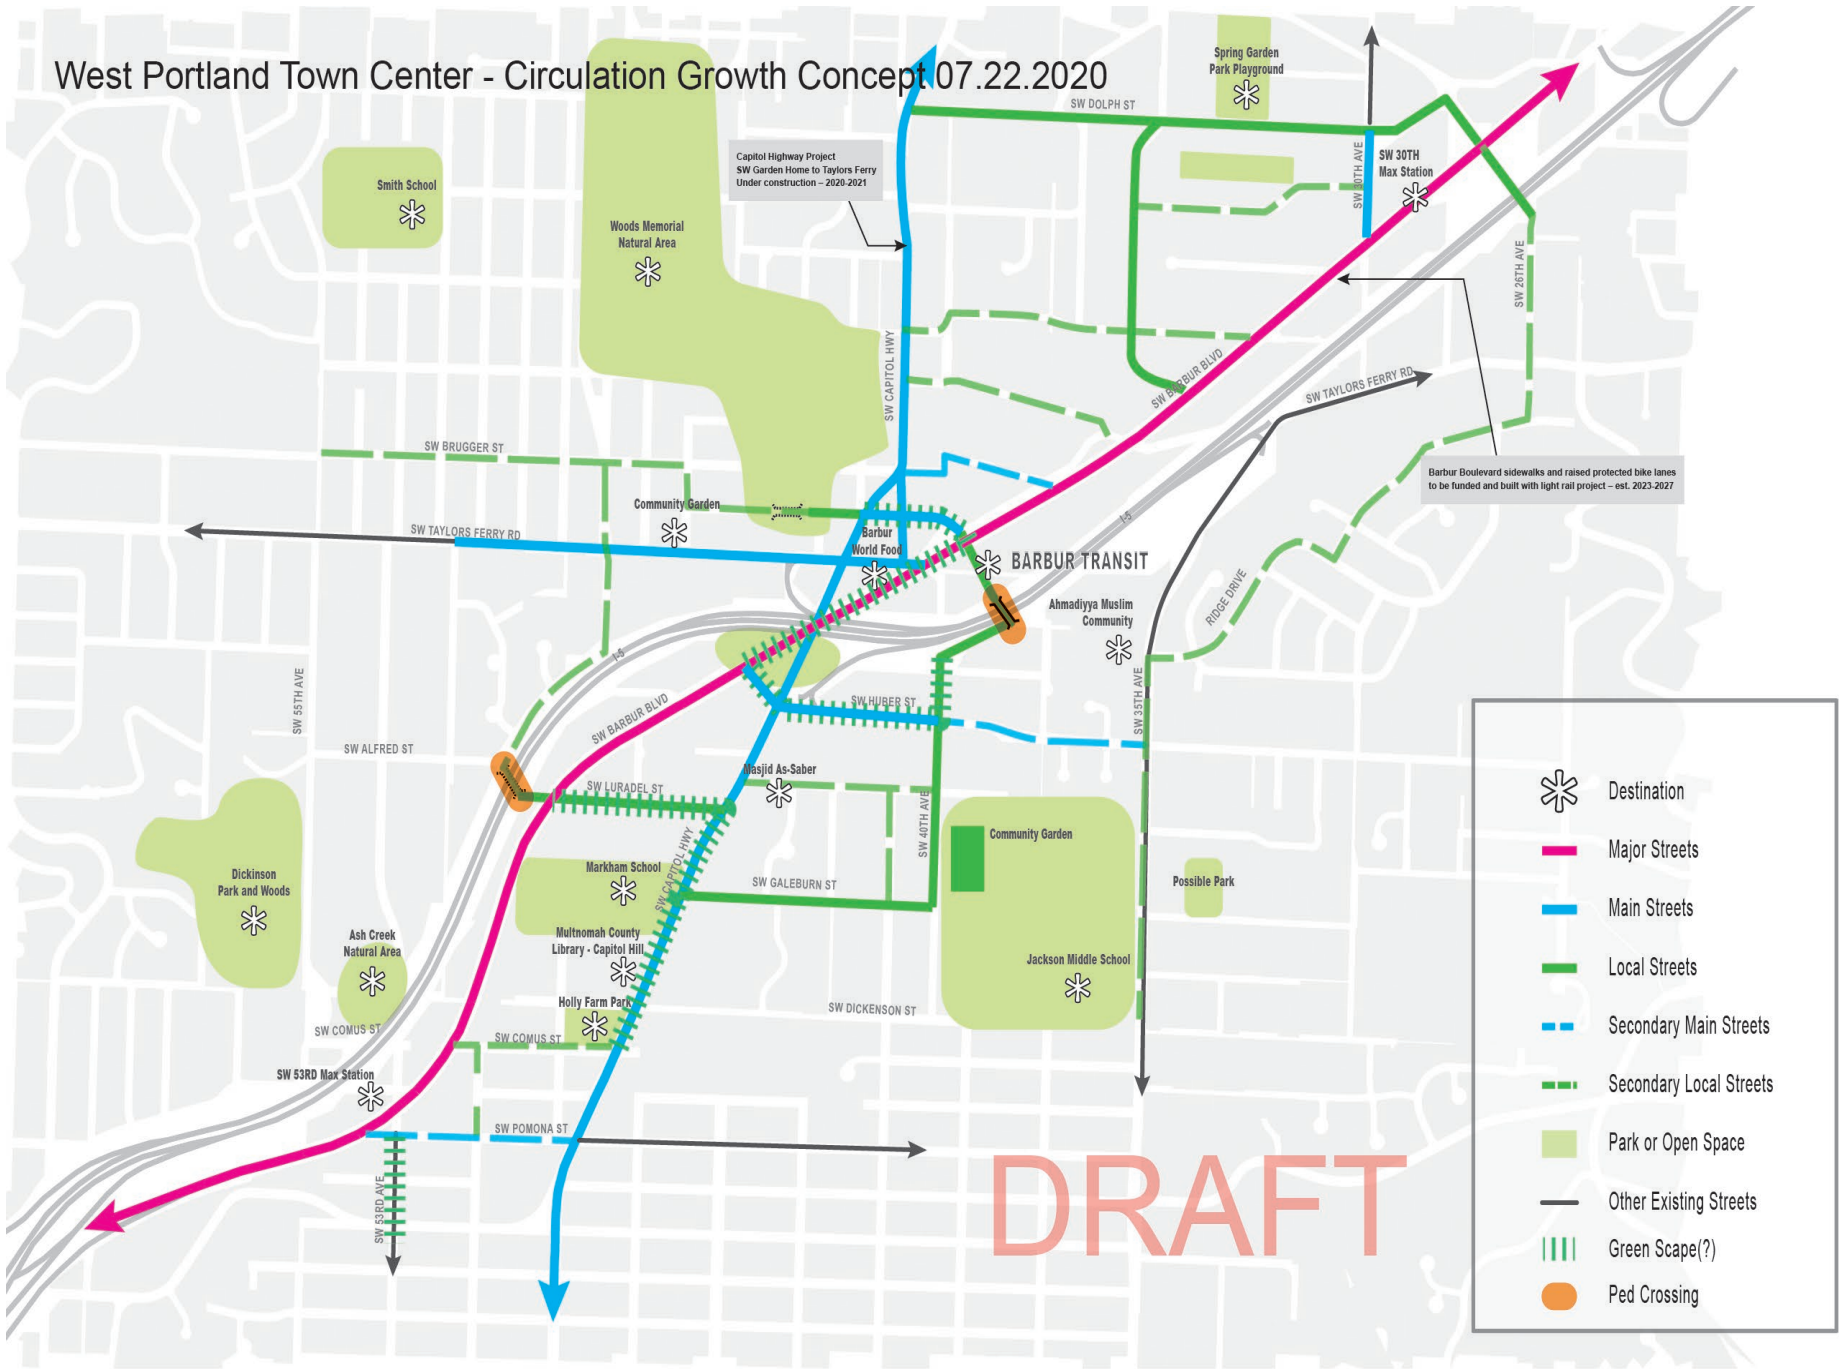 West Portland Town Center - Circulation Growth Concept 07.22.2020
Spring Garden
Park Playground
SW DOLPH ST
Capitol Highway Project
SW Garden Home to Taylors Ferry
Under construction – 2020-2021
SW 30TH AVE
SW 30TH
Max Station
Smith School
Woods Memorial
Natural Area
SW 26TH AVE
SW CAPITOL HWY
SW BARBUR BLVD
SW TAYLORS FERRY RD
SW BRUGGER ST
Barbur Boulevard sidewalks and raised protected bike lanes
to be funded and built with light rail project – est. 2023-2027
Community Garden
I-5
SW TAYLORS FERRY RD
Barbur
World Food
BARBUR TRANSIT
Ahmadiyya Muslim
Community
RIDGE DRIVE
I-5
SW 55TH AVE
SW BARBUR BLVD
SW HUBER ST
SW 35TH AVE
SW ALFRED ST
Masjid As-Saber
SW LURADEL ST
SW 40TH AVE
Community Garden
SW CAPITOL HWY
Dickinson
Park and Woods
Markham School
SW GALEBURN ST
Possible Park
Ash Creek
Natural Area
Multnomah County
Library - Capitol Hill
Jackson Middle School
Holly Farm Park
SW DICKENSON ST
SW COMUS ST
SW COMUS ST
SW 53RD Max Station
SW POMONA ST
SW 53RD AVE
DRAFT
Destination
Major Streets
Main Streets
Local Streets
Secondary Main Streets
Secondary Local Streets
Park or Open Space
Other Existing Streets
Green Scape(?)
Ped Crossing